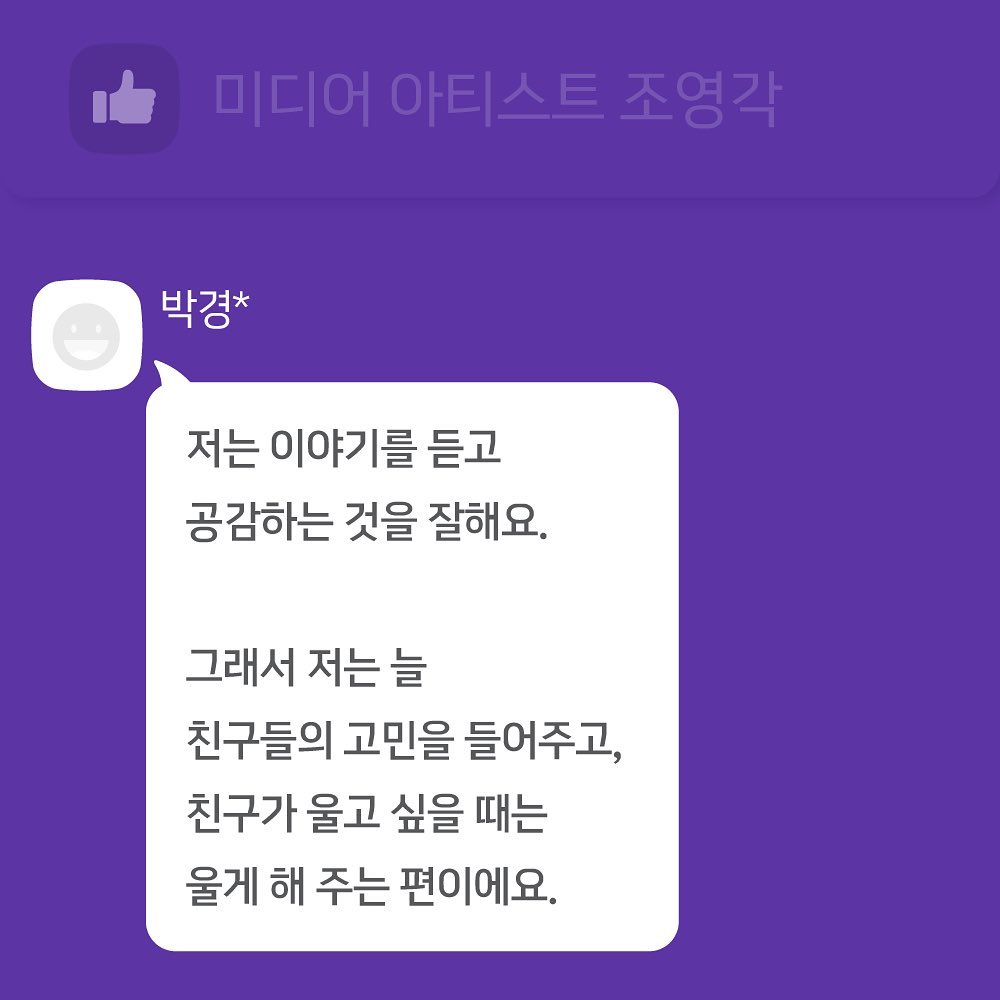 미디어 아티스트 조영각
박경*
저는 이야기를 듣고
공감하는 것을 잘해요.
그래서 저는 늘
친구들의 고민을 들어주고,
친구가 울고 싶을 때는
울게 해 주는 편이에요.